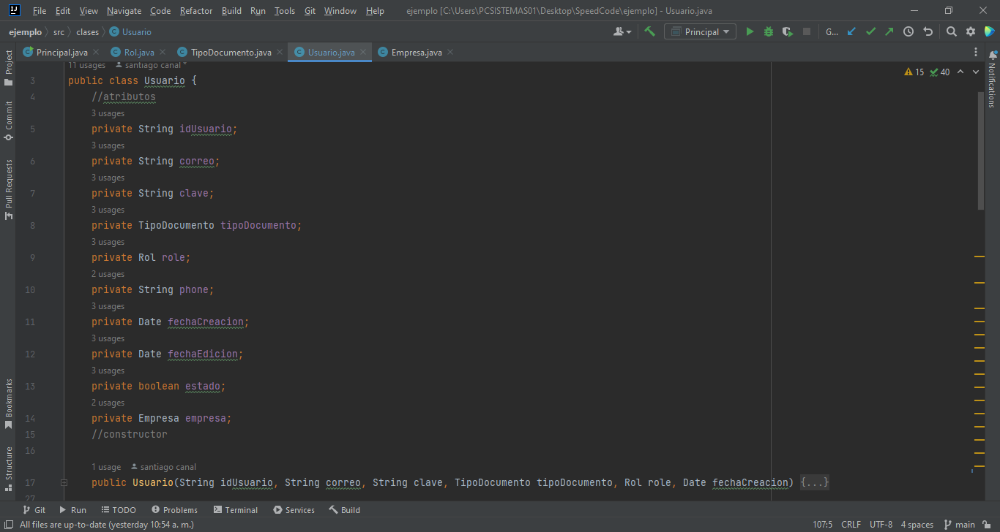 File Edit View Navigate Code Refactor Build Run Tools Git Window Help ejemplo [C:\Users\PCSISTEMAS01\Desktop\SpeedCode\ejemplo] - Usuario.java
ejemplo src clases Usuario Principal G...
Principal.java Rol.java TipoDocumento.java Usuario.java Empresa.java
11 usages santiago canal *
15 40
3 public class Usuario {
4 //atributos
3 usages
5 private String idUsuario;
3 usages
6 private String correo;
3 usages
7 private String clave;
3 usages
8 private TipoDocumento tipoDocumento;
3 usages
9 private Rol role;
2 usages
10 private String phone;
3 usages
11 private Date fechaCreacion;
3 usages
12 private Date fechaEdicion;
3 usages
13 private boolean estado;
2 usages
14 private Empresa empresa;
15 //constructor
16
1 usage santiago canal
17 public Usuario(String idUsuario, String correo, String clave, TipoDocumento tipoDocumento, Rol role, Date fechaCreacion) {...}
27
Project
Commit
Pull Requests
Bookmarks
Structure
Notifications
Git Run TODO Problems Terminal Services Build
All files are up-to-date (yesterday 10:54 a. m.) 107:5 CRLF UTF-8 4 spaces main